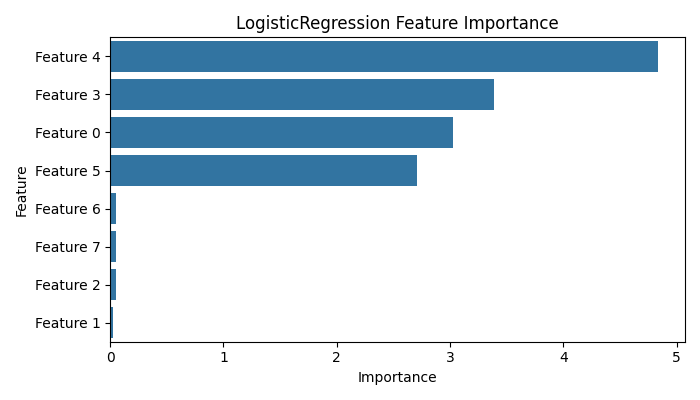 LogisticRegression Feature Importance
Feature 4
Feature 3
Feature 0
Feature 5
Feature 6
Feature 7
Feature 2
Feature 1
Feature
0 1 2 3 4 5
Importance